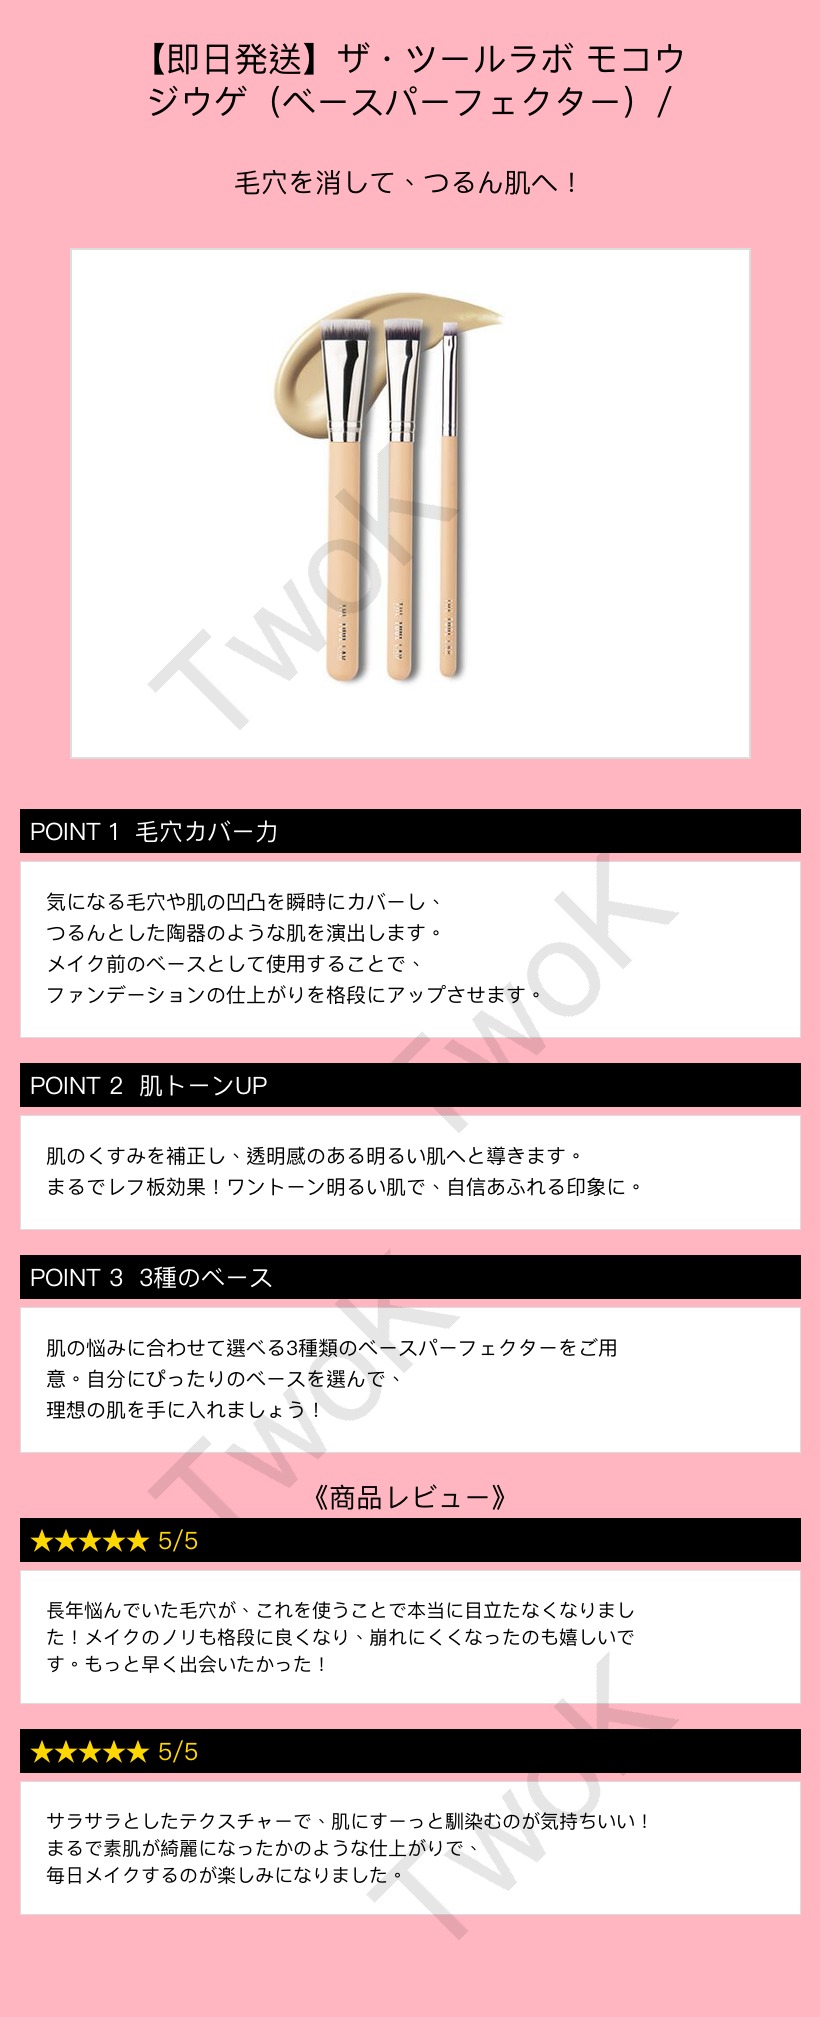 【即日発送】ザ・ツールラボ モコウ
ジウゲ（ベースパーフェクター）/
毛穴を消して、つるん肌へ！
TwoK
POINT 1 毛穴カバー力
気になる毛穴や肌の凹凸を瞬時にカバーし、
つるんとした陶器のような肌を演出します。
メイク前のベースとして使用することで、
ファンデーションの仕上がりを格段にアップさせます。
TwoK
POINT 2 肌トーンUP
肌のくすみを補正し、透明感のある明るい肌へと導きます。
まるでレフ板効果！ワントーン明るい肌で、自信あふれる印象に。
POINT 3 3種のベース
肌の悩みに合わせて選べる3種類のベースパーフェクターをご用
意。自分にぴったりのベースを選んで、
理想の肌を手に入れましょう！
TwoK
《商品レビュー》
★★★★★ 5/5
長年悩んでいた毛穴が、これを使うことで本当に目立たなくなりまし
た！メイクのノリも格段に良くなり、崩れにくくなったのも嬉しいで
す。もっと早く出会いたかった！
★★★★★ 5/5
サラサラとしたテクスチャーで、肌にすーっと馴染むのが気持ちいい！
まるで素肌が綺麗になったかのような仕上がりで、
毎日メイクするのが楽しみになりました。
TwoK